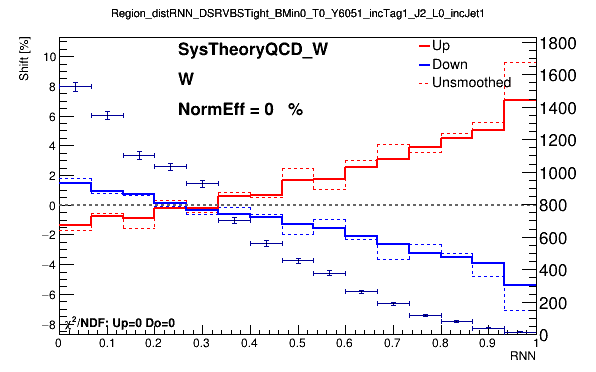 Region_distRNN_DSRVBSTight_BMin0_T0_Y6051_incTag1_J2_L0_incJet1
Shift [%]
SysTheoryQCD_W
W
NormEff = 0 %
Up
Down
Unsmoothed
10
8
6
4
2
0
−2
−4
−6
−8
1800
1600
1400
1200
1000
800
600
400
200
0
χ²/NDF: Up=0 Do=0
0 0.1 0.2 0.3 0.4 0.5 0.6 0.7 0.8 0.9 1
RNN